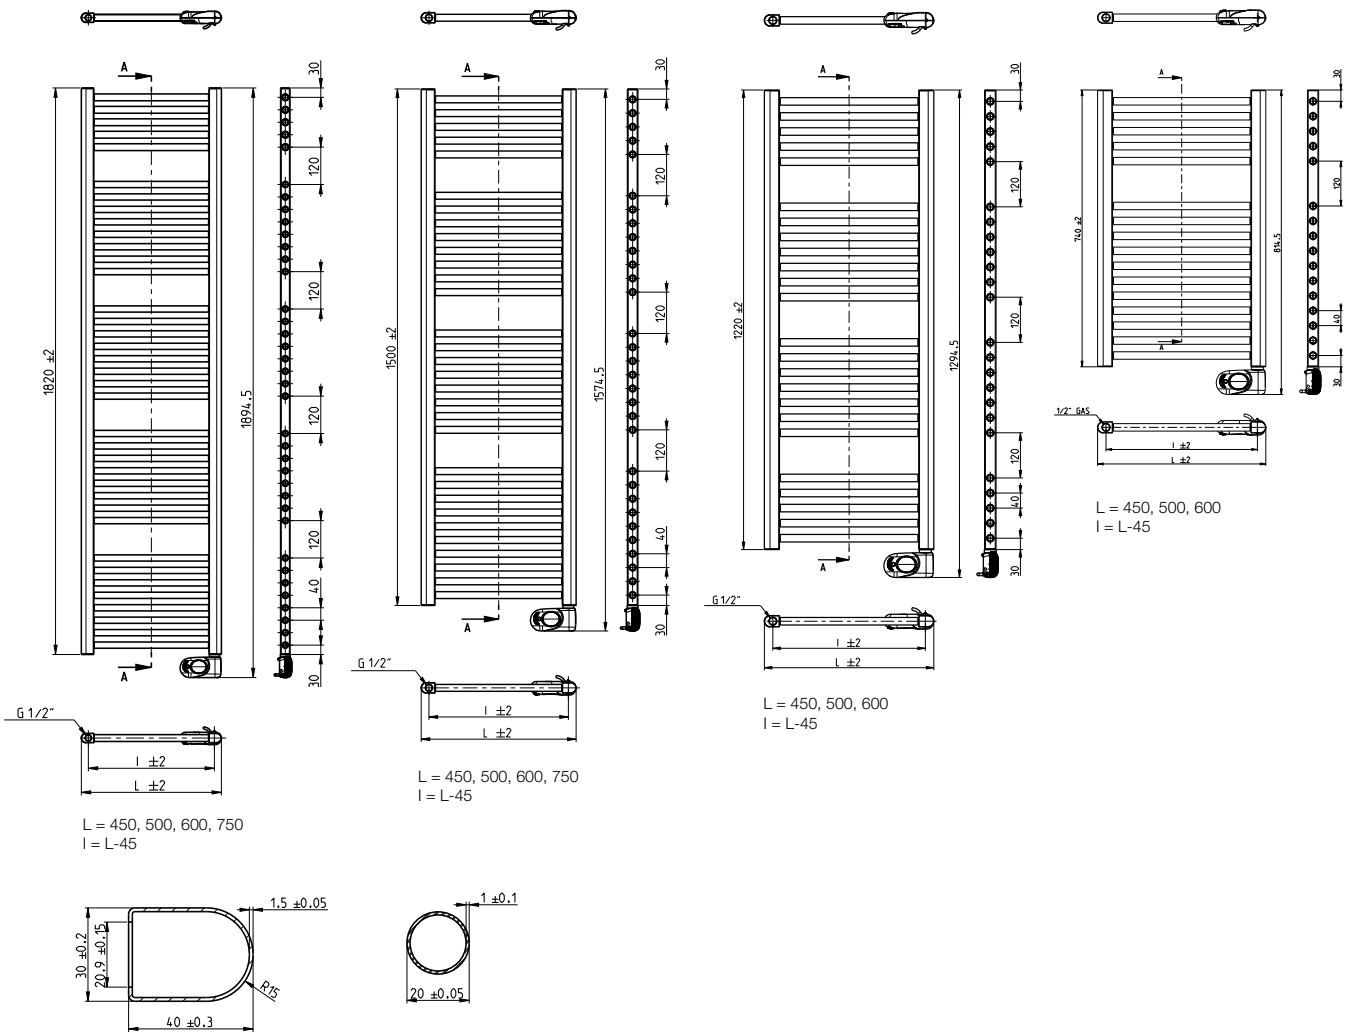 A
30
120
120
120
120
40
30
1820 ±2
1894.5
A
G 1/2"
I ±2
L ±2
L = 450, 500, 600, 750
I = L-45
A
30
120
120
120
40
30
1500 ±2
1574.5
A
G 1/2"
I ±2
L ±2
L = 450, 500, 600, 750
I = L-45
A
30
120
120
120
40
30
1220 ±2
1294.5
A
G 1/2"
I ±2
L ±2
L = 450, 500, 600
I = L-45
A
30
120
40
30
740 ±2
814.5
A
1/2" GAS
I ±2
L ±2
L = 450, 500, 600
I = L-45
1.5 ±0.05
30 ±0.2
20.9 ±0.15
R15
40 ±0.3
1 ±0.1
20 ±0.05